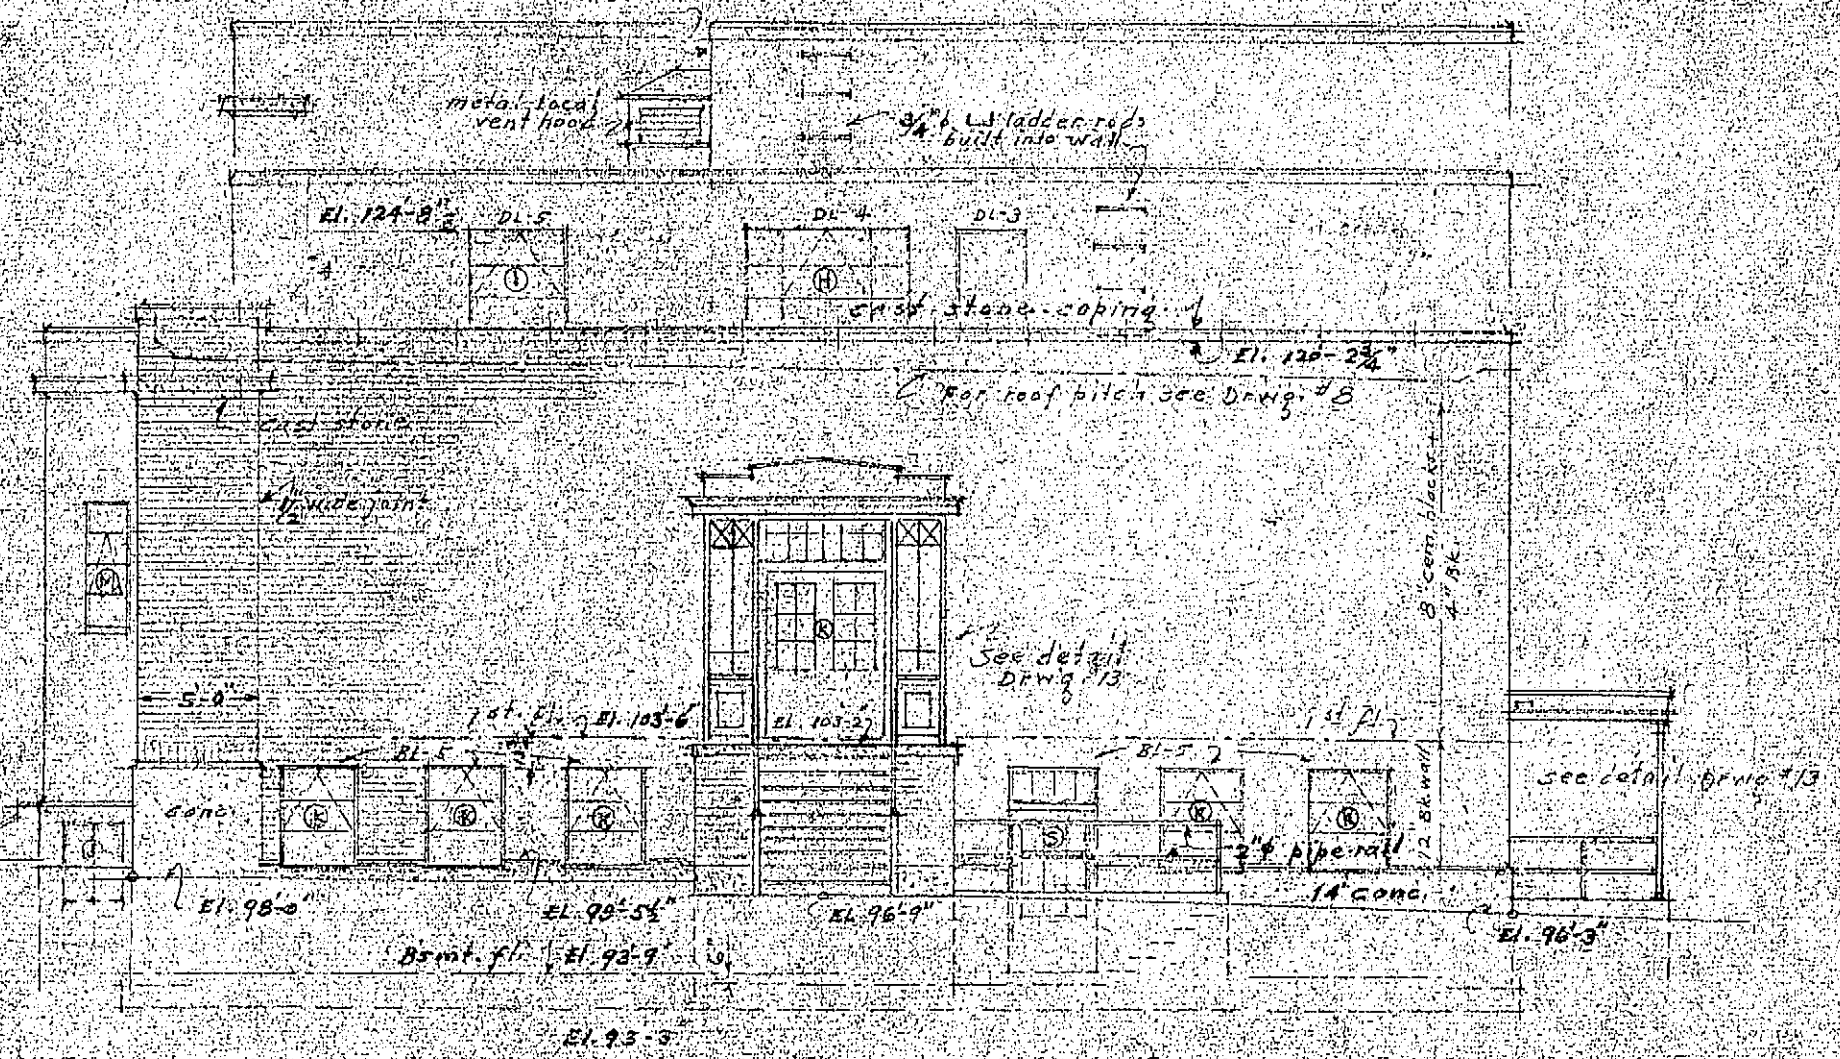 metal local
vent hood
3/4"ϕ ladder rods
built into wall
El. 124'-8½"
DL-5
DL-4
DL-3
I
H
cast stone coping
El. 120'-2¾"
For roof pitch see Drwg. #8
cast stone
½" wide joint
M
K
8" cem. blocks +
4" Bk.
See detail
Drwg. 13
5'-0"
1st. fl. El. 103'-6"
El. 103'-2"
1st fl.
BL-5
BL-5
see detail Drwg #13
conc.
K
K
K
S
K
K
J
12" Bk wall
2"ϕ pipe rail
14" conc.
El. 98'-0"
El. 98'-5½"
El. 96'-9"
El. 96'-3"
Bsmt. fl. El. 93'-9"
El. 93'-3"